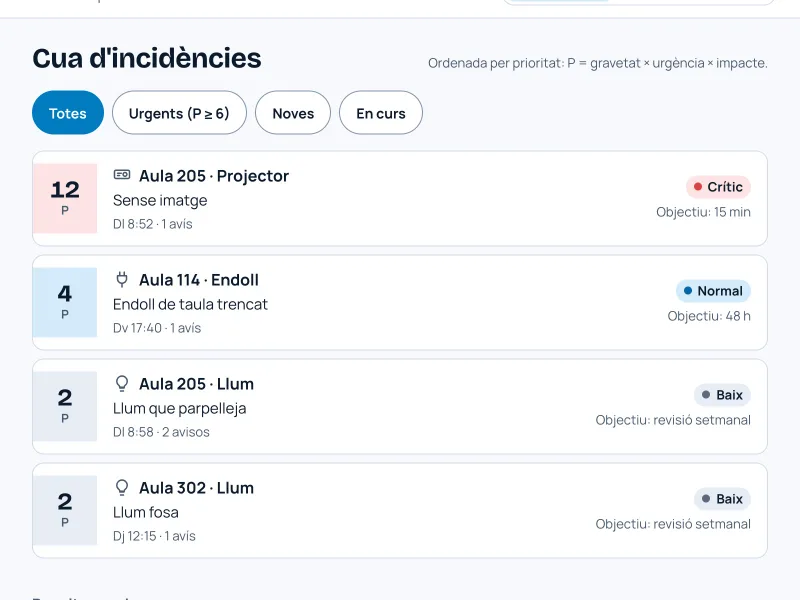 Cua d'incidències
Ordenada per prioritat: P = gravetat × urgència × impacte.
Totes
Urgents (P ≥ 6)
Noves
En curs
12
P
Aula 205 · Projector
Sense imatge
Dl 8:52 · 1 avís
Crític
Objectiu: 15 min
4
P
Aula 114 · Endoll
Endoll de taula trencat
Dv 17:40 · 1 avís
Normal
Objectiu: 48 h
2
P
Aula 205 · Llum
Llum que parpelleja
Dl 8:58 · 2 avisos
Baix
Objectiu: revisió setmanal
2
P
Aula 302 · Llum
Llum fosa
Dj 12:15 · 1 avís
Baix
Objectiu: revisió setmanal